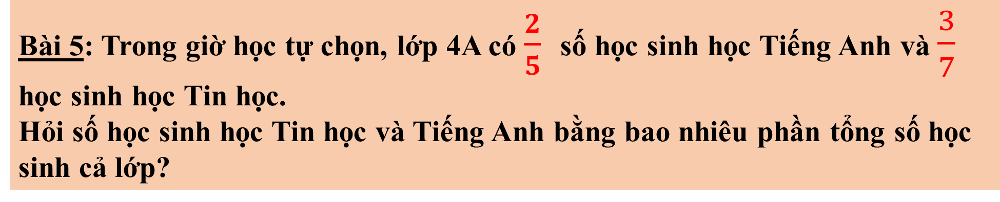 Bài 5: Trong giờ học tự chọn, lớp 4A có 2/5 số học sinh học Tiếng Anh và 3/7
học sinh học Tin học.
Hỏi số học sinh học Tin học và Tiếng Anh bằng bao nhiêu phần tổng số học
sinh cả lớp?